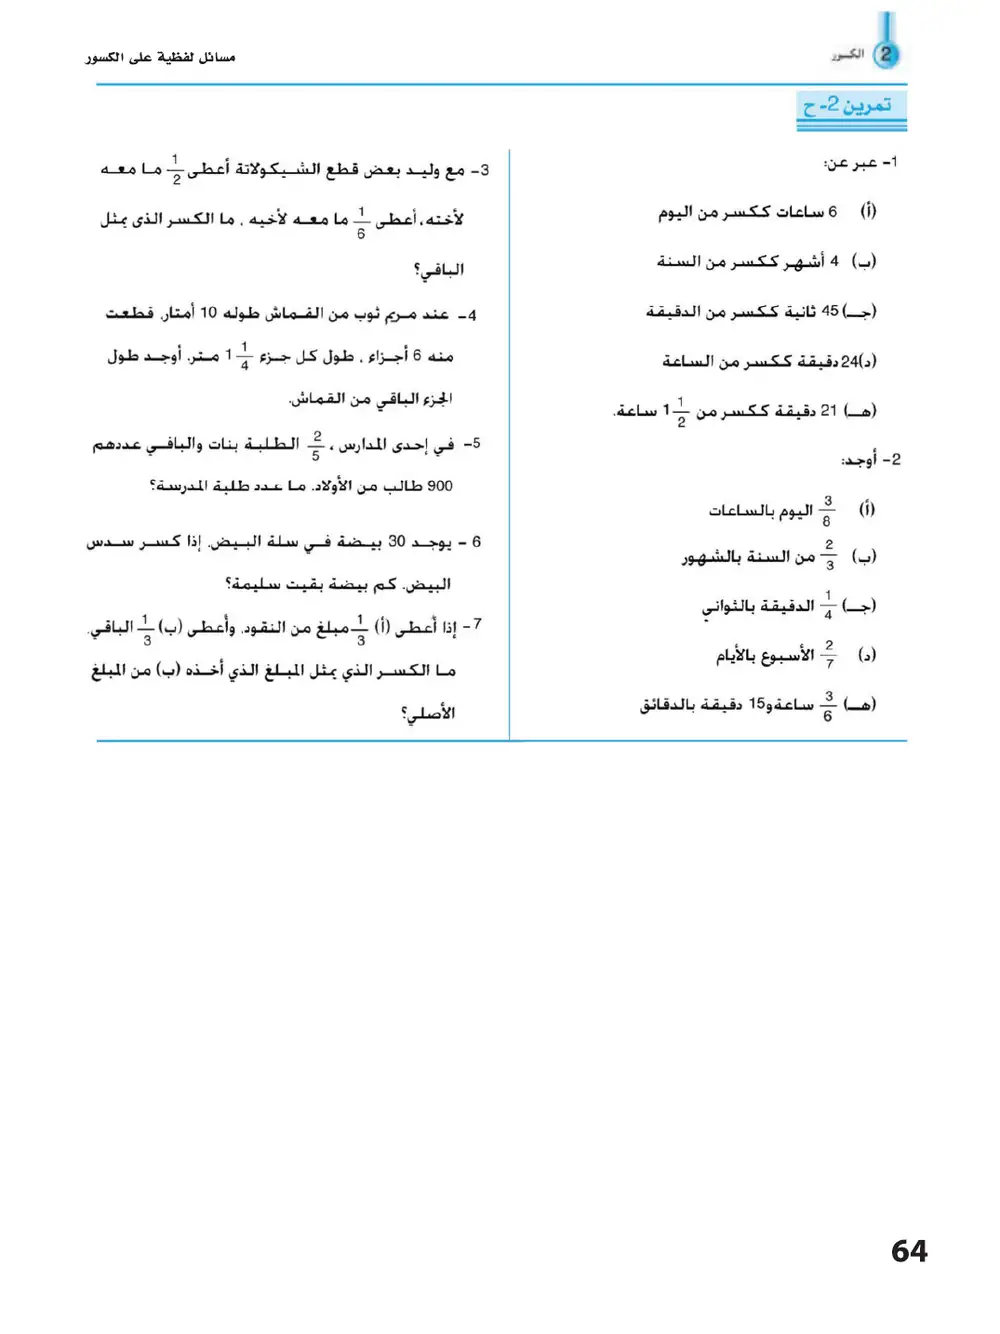 2 الكسور
مسائل لفظية على الكسور
تمرين 2- ح
1- عبر عن:
(أ) 6 ساعات ككسر من اليوم
(ب) 4 أشهر ككسر من السنة
(جـ) 45 ثانية ككسر من الدقيقة
(د) 24 دقيقة ككسر من الساعة
(هـ) 21 دقيقة ككسر من 1 1/2 ساعة.
2- أوجد:
(أ) 3/8 اليوم بالساعات
(ب) 2/3 من السنة بالشهور
(جـ) 1/4 الدقيقة بالثواني
(د) 2/7 الأسبوع بالأيام
(هـ) 3/6 ساعة و15 دقيقة بالدقائق
3- مع وليد بعض قطع الشيكولاتة أعطى 1/2 ما معه
لأخته، أعطى 1/6 ما معه لأخيه ، ما الكسر الذى يمثل
الباقي؟
4- عند مريم ثوب من القماش طوله 10 أمتار. قطعت
منه 6 أجزاء ، طول كل جزء 1 1/4 متر. أوجد طول
الجزء الباقي من القماش.
5- في إحدى المدارس ، 2/5 الطلبة بنات والباقي عددهم
900 طالب من الأولاد. ما عدد طلبة المدرسة؟
6 - يوجد 30 بيضة في سلة البيض. إذا كسر سدس
البيض. كم بيضة بقيت سليمة؟
7 - إذا أعطى (أ) 1/3 مبلغ من النقود. وأعطى (ب) 1/3 الباقي.
ما الكسر الذي يمثل المبلغ الذي أخذه (ب) من المبلغ
الأصلي؟
64